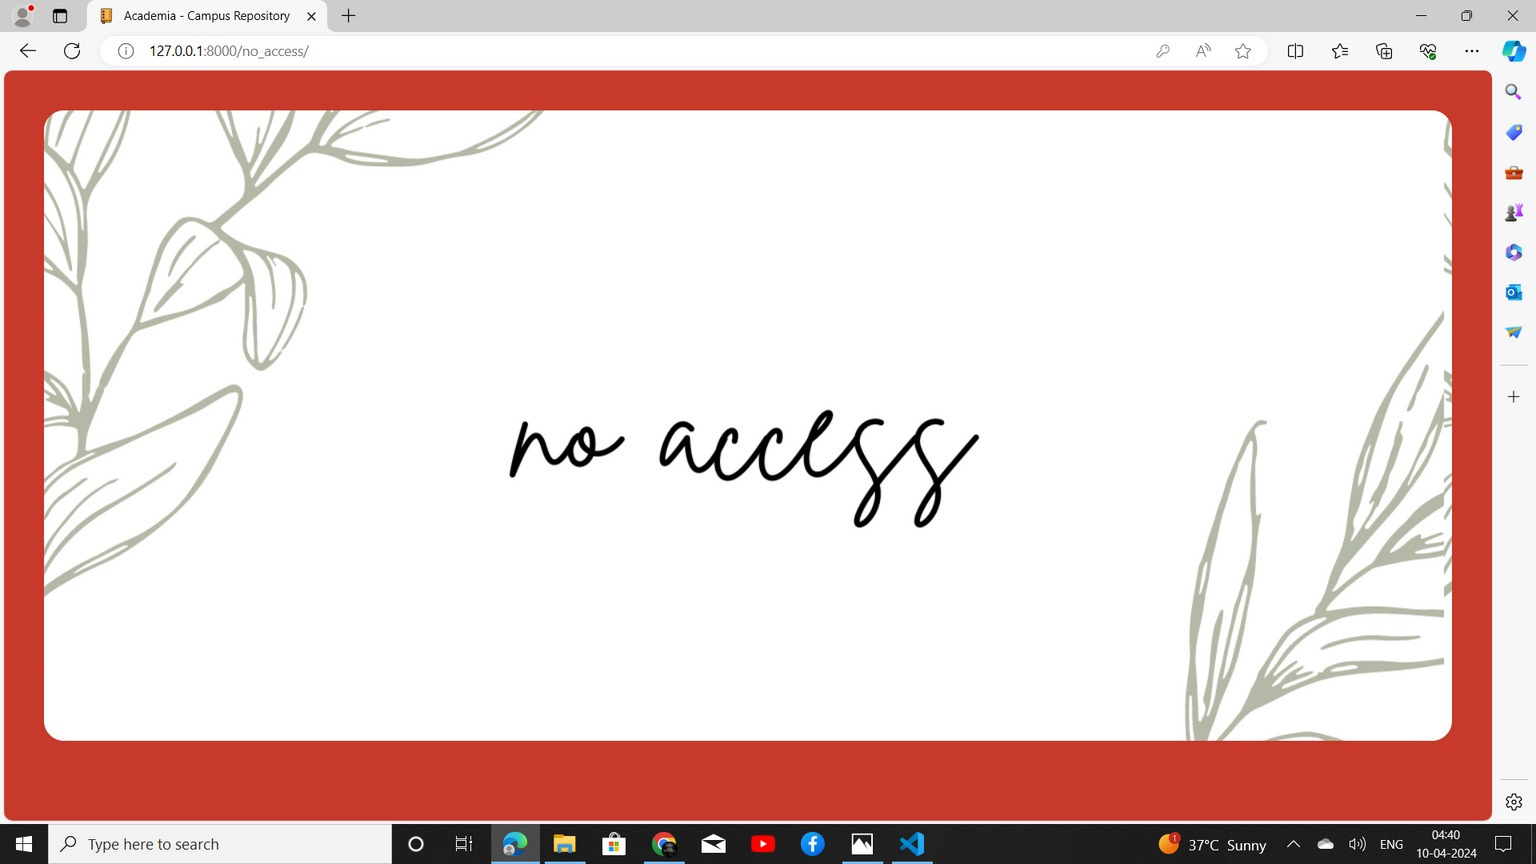 Academia - Campus Repository
127.0.0.1:8000/no_access/
no access
Type here to search
1
37°C Sunny
ENG
04:40
10-04-2024